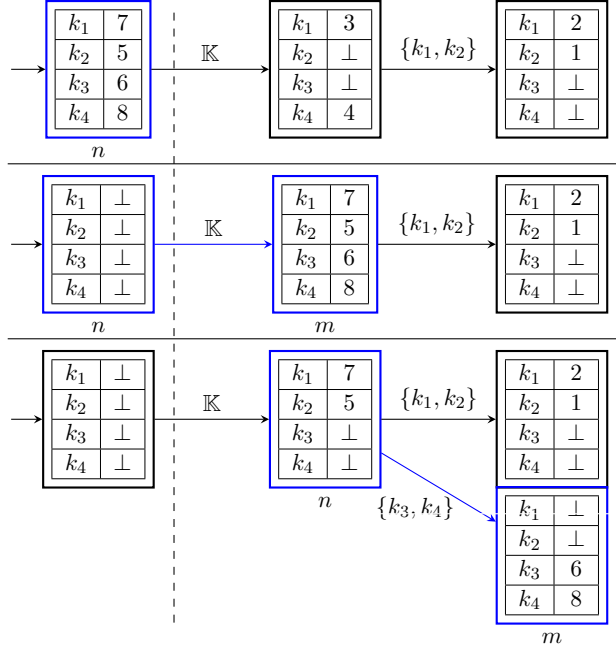 k₁ 7
k₂ 5
k₃ 6
k₄ 8
n
𝕂
k₁ 3
k₂ ⊥
k₃ ⊥
k₄ 4
{k₁, k₂}
k₁ 2
k₂ 1
k₃ ⊥
k₄ ⊥
k₁ ⊥
k₂ ⊥
k₃ ⊥
k₄ ⊥
n
𝕂
k₁ 7
k₂ 5
k₃ 6
k₄ 8
m
{k₁, k₂}
k₁ 2
k₂ 1
k₃ ⊥
k₄ ⊥
k₁ ⊥
k₂ ⊥
k₃ ⊥
k₄ ⊥
𝕂
k₁ 7
k₂ 5
k₃ ⊥
k₄ ⊥
n
{k₁, k₂}
k₁ 2
k₂ 1
k₃ ⊥
k₄ ⊥
{k₃, k₄}
k₁ ⊥
k₂ ⊥
k₃ 6
k₄ 8
m